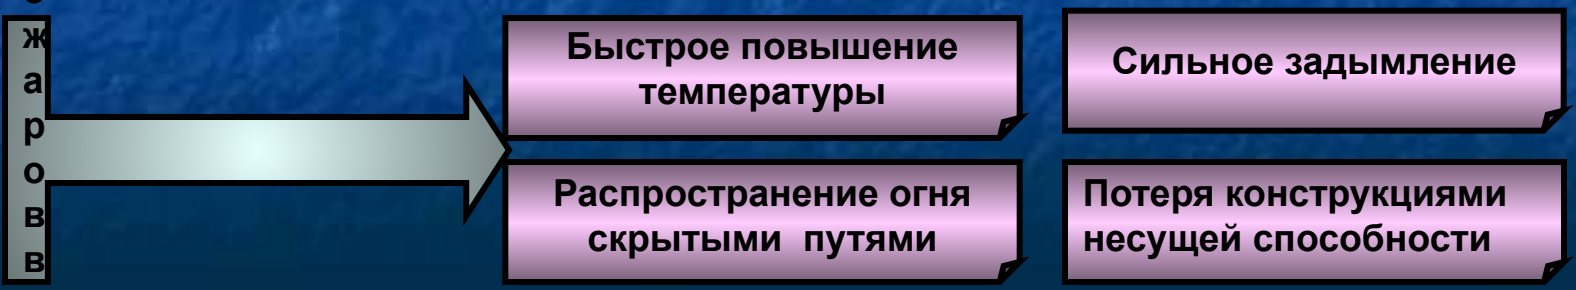 ж
а
р
о
в
в
Быстрое повышение
температуры
Сильное задымление
Распространение огня
скрытыми путями
Потеря конструкциями
несущей способности